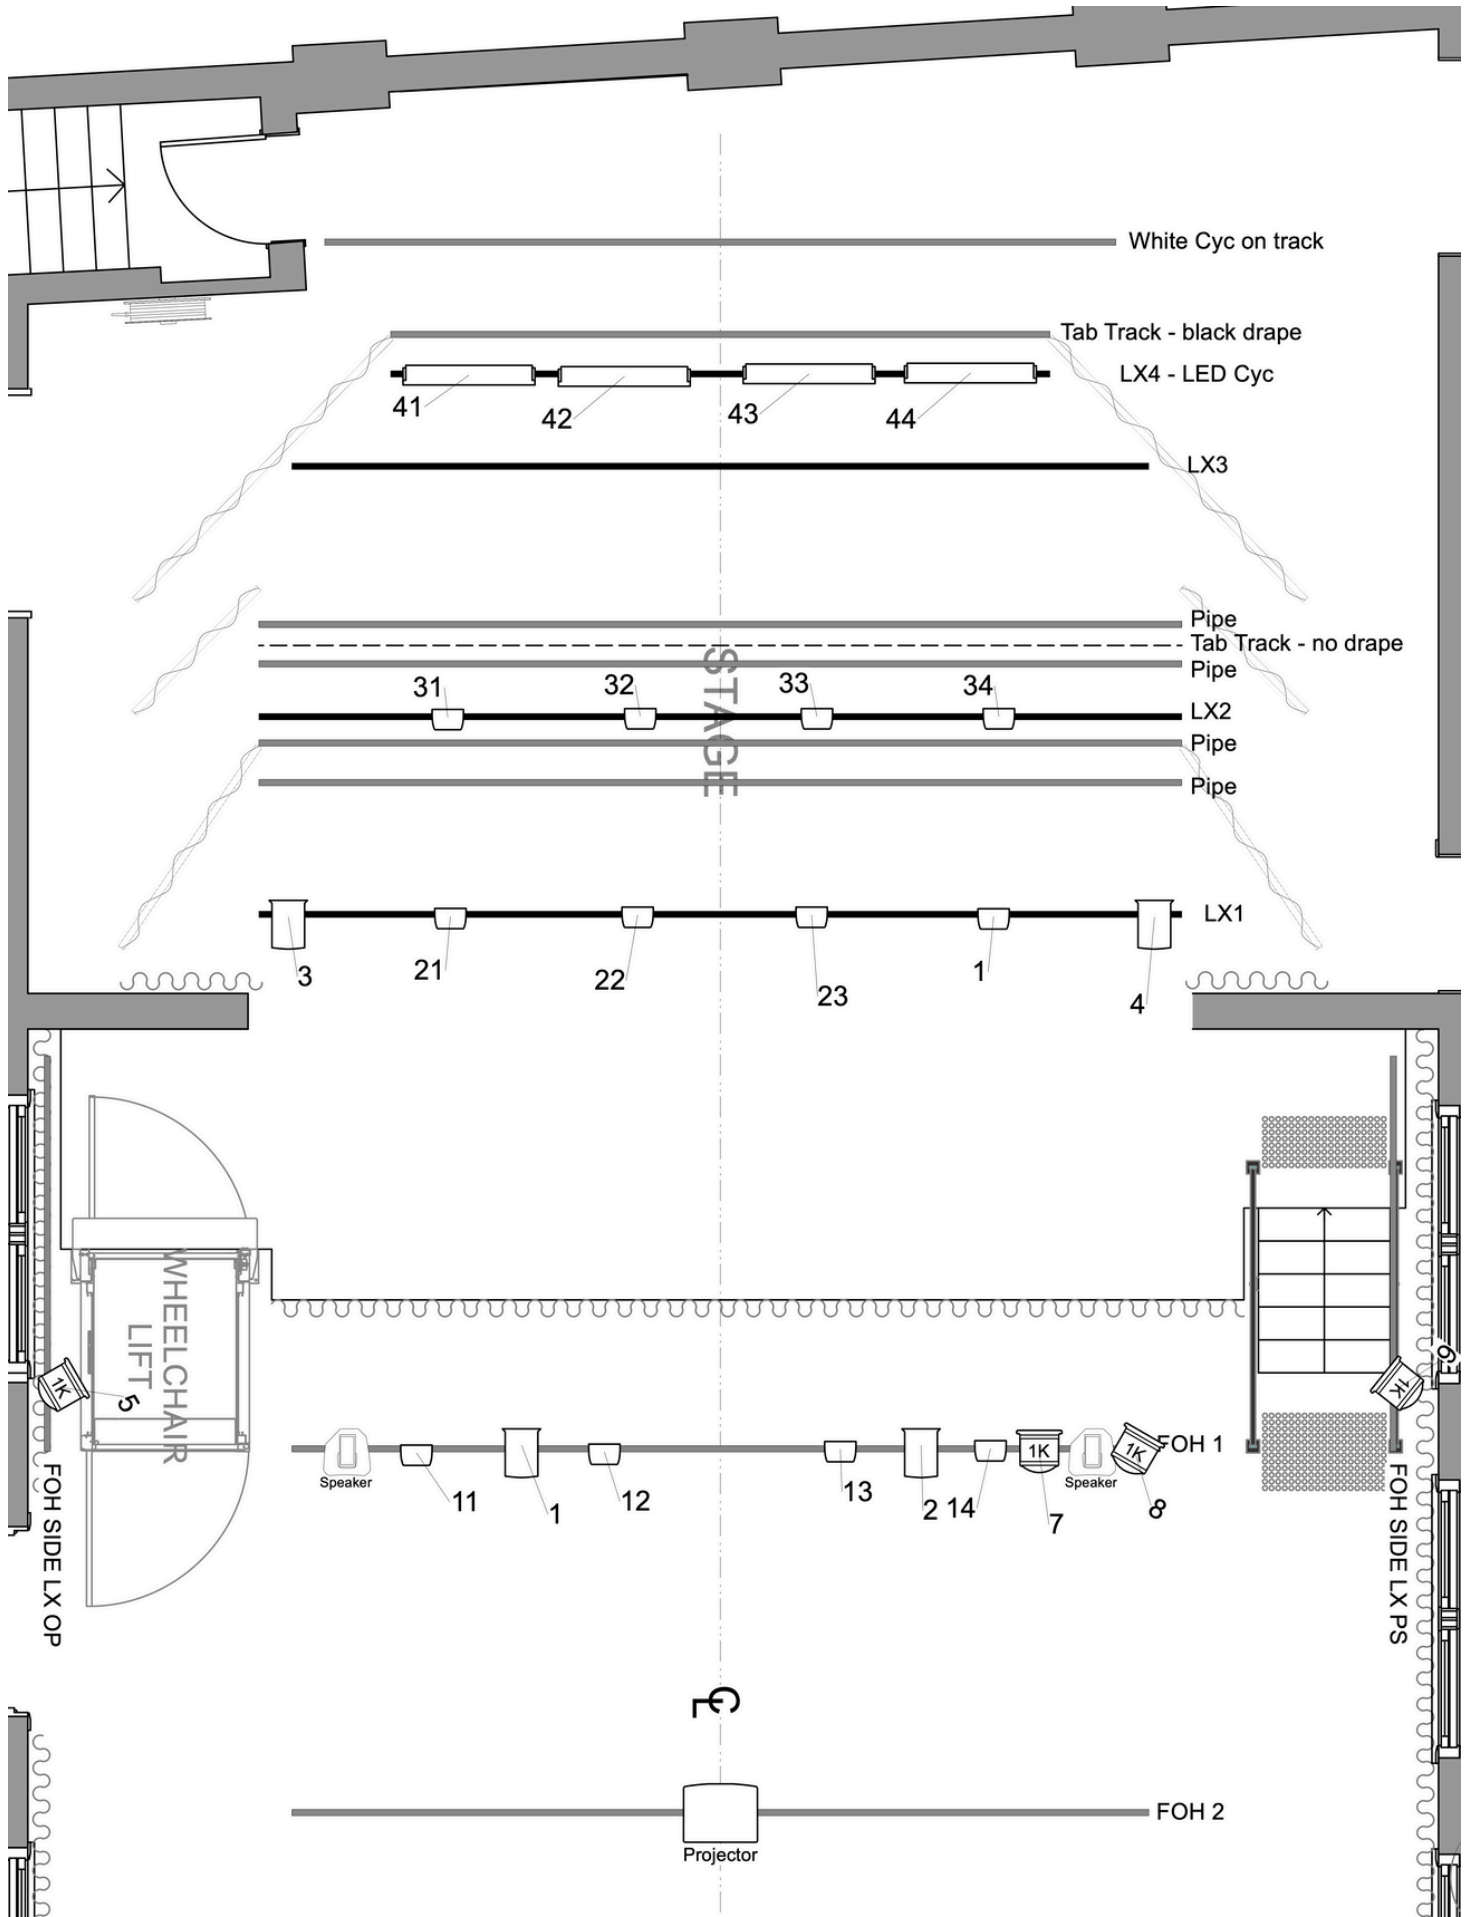 White Cyc on track
Tab Track - black drape
LX4 - LED Cyc
41
42
43
44
LX3
Pipe
Tab Track - no drape
Pipe
STAGE
31
32
33
34
LX2
Pipe
Pipe
LX1
3
21
22
23
1
4
WHEELCHAIR
LIFT
1K
5
1K
6
FOH 1
Speaker
11
1
12
13
2
14
1K
7
Speaker
1K
8
FOH SIDE LX OP
FOH SIDE LX PS
CL
FOH 2
Projector